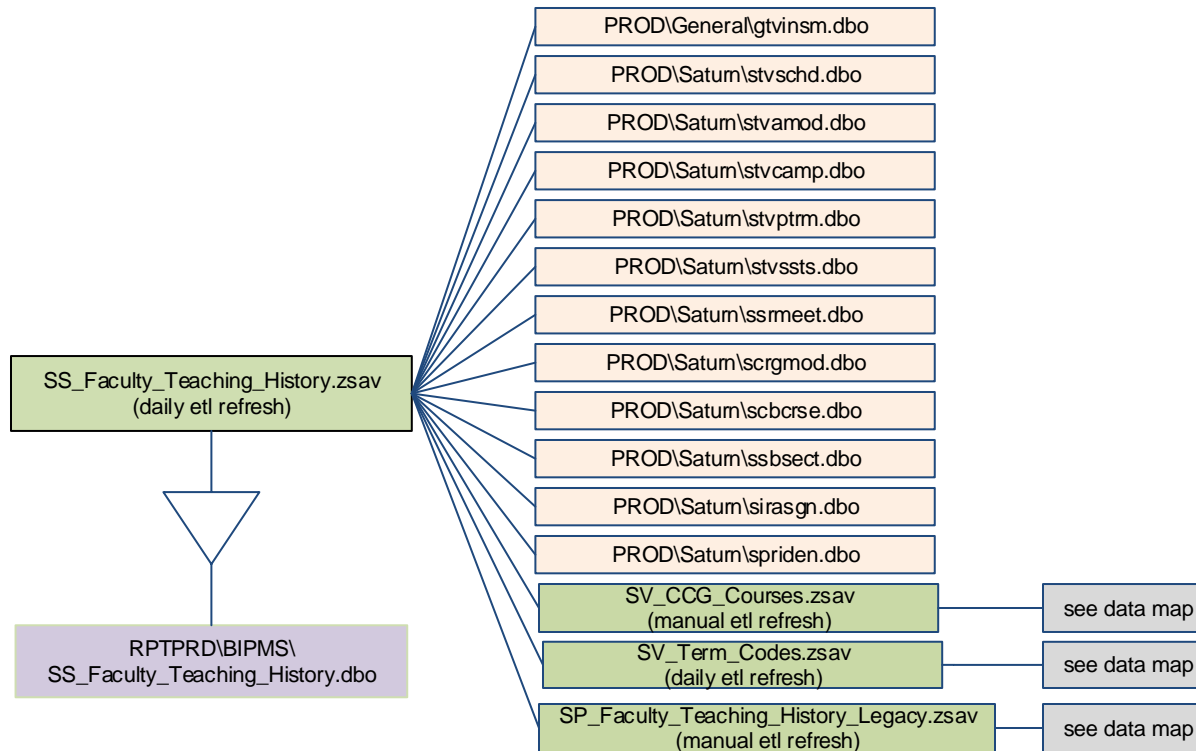 PROD\General\gtvinsm.dbo
PROD\Saturn\stvschd.dbo
PROD\Saturn\stvamod.dbo
PROD\Saturn\stvcamp.dbo
PROD\Saturn\stvptrm.dbo
PROD\Saturn\stvssts.dbo
PROD\Saturn\ssrmeet.dbo
SS_Faculty_Teaching_History.zsav
(daily etl refresh)
PROD\Saturn\scrgmod.dbo
PROD\Saturn\scbcrse.dbo
PROD\Saturn\ssbsect.dbo
PROD\Saturn\sirasgn.dbo
PROD\Saturn\spriden.dbo
SV_CCG_Courses.zsav
(manual etl refresh)
see data map
RPTPRD\BIPMS\
SS_Faculty_Teaching_History.dbo
SV_Term_Codes.zsav
(daily etl refresh)
see data map
SP_Faculty_Teaching_History_Legacy.zsav
(manual etl refresh)
see data map